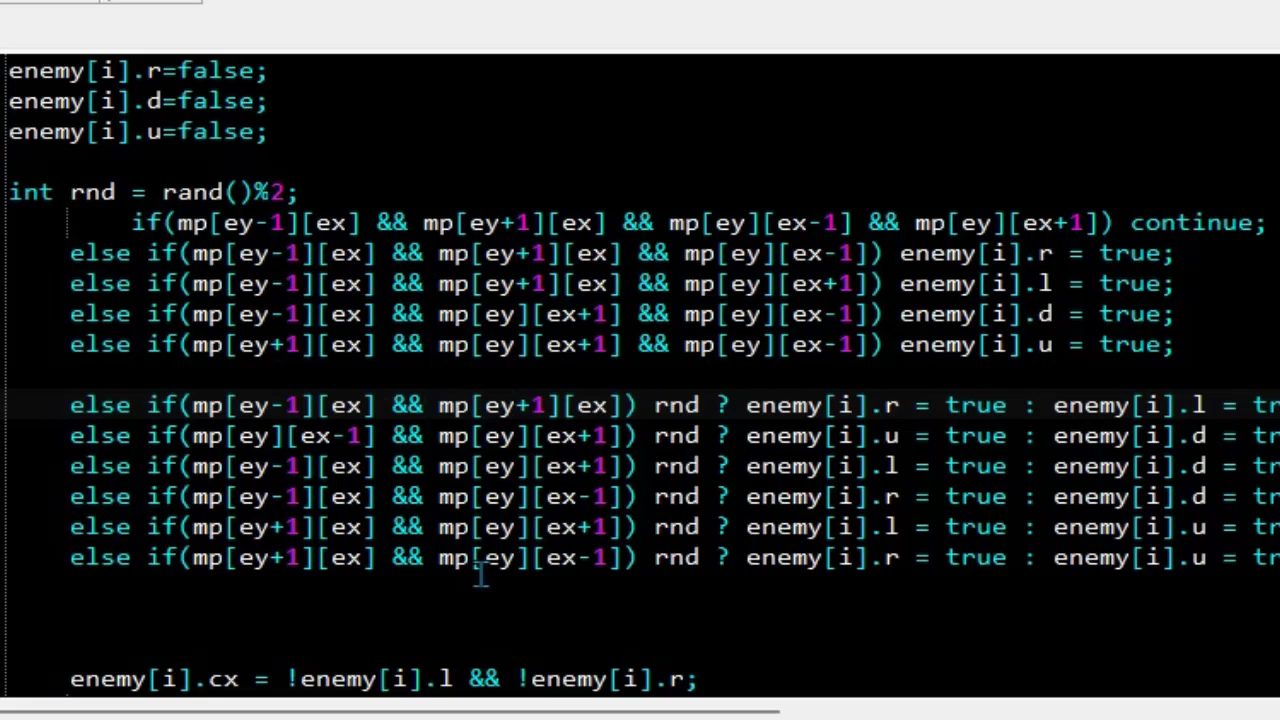 enemy[i].r=false;
enemy[i].d=false;
enemy[i].u=false;
int rnd = rand()%2;
if(mp[ey-1][ex] && mp[ey+1][ex] && mp[ey][ex-1] && mp[ey][ex+1]) continue;
else if(mp[ey-1][ex] && mp[ey+1][ex] && mp[ey][ex-1]) enemy[i].r = true;
else if(mp[ey-1][ex] && mp[ey+1][ex] && mp[ey][ex+1]) enemy[i].l = true;
else if(mp[ey-1][ex] && mp[ey][ex+1] && mp[ey][ex-1]) enemy[i].d = true;
else if(mp[ey+1][ex] && mp[ey][ex+1] && mp[ey][ex-1]) enemy[i].u = true;
else if(mp[ey-1][ex] && mp[ey+1][ex]) rnd ? enemy[i].r = true : enemy[i].l = tr
else if(mp[ey][ex-1] && mp[ey][ex+1]) rnd ? enemy[i].u = true : enemy[i].d = tr
else if(mp[ey-1][ex] && mp[ey][ex+1]) rnd ? enemy[i].l = true : enemy[i].d = tr
else if(mp[ey-1][ex] && mp[ey][ex-1]) rnd ? enemy[i].r = true : enemy[i].d = tr
else if(mp[ey+1][ex] && mp[ey][ex+1]) rnd ? enemy[i].l = true : enemy[i].u = tr
else if(mp[ey+1][ex] && mp[ey][ex-1]) rnd ? enemy[i].r = true : enemy[i].u = tr
enemy[i].cx = !enemy[i].l && !enemy[i].r;